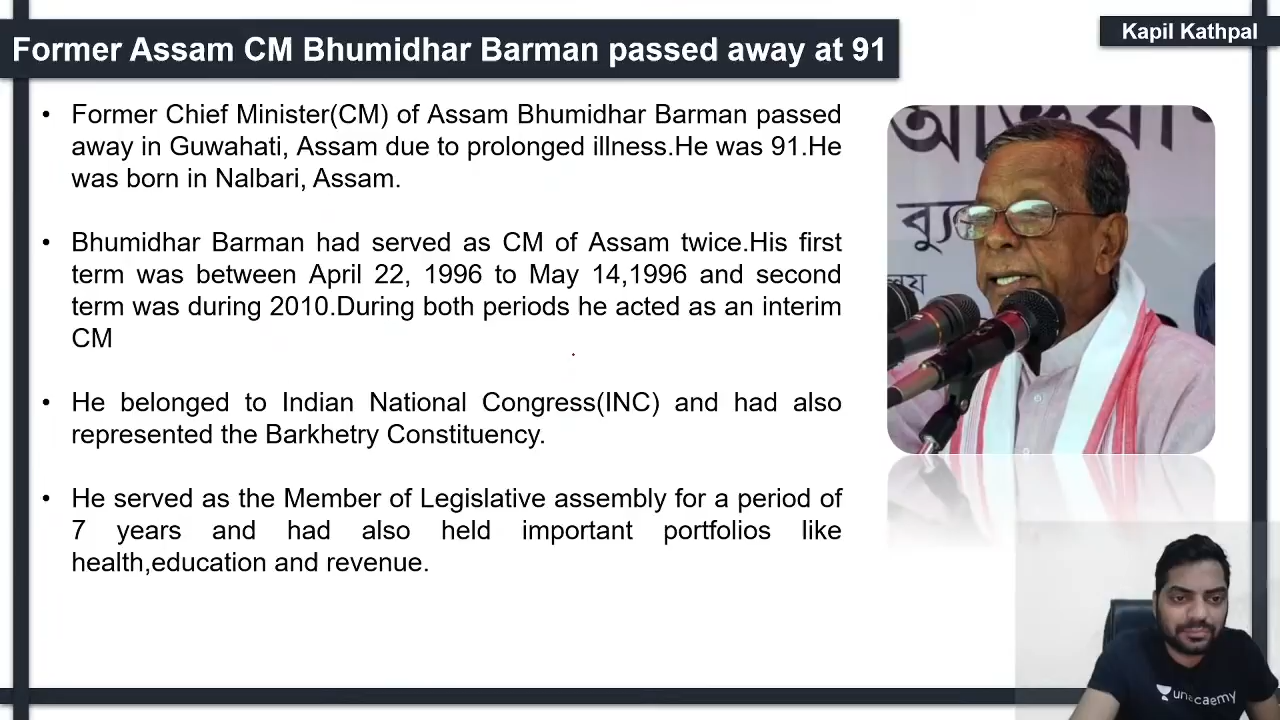 Former Assam CM Bhumidhar Barman passed away at 91
Kapil Kathpal
• Former Chief Minister(CM) of Assam Bhumidhar Barman passed
away in Guwahati, Assam due to prolonged illness.He was 91.He
was born in Nalbari, Assam.
• Bhumidhar Barman had served as CM of Assam twice.His first
term was between April 22, 1996 to May 14,1996 and second
term was during 2010.During both periods he acted as an interim
CM
• He belonged to Indian National Congress(INC) and had also
represented the Barkhetry Constituency.
• He served as the Member of Legislative assembly for a period of
7 years and had also held important portfolios like
health,education and revenue.
unacaemy